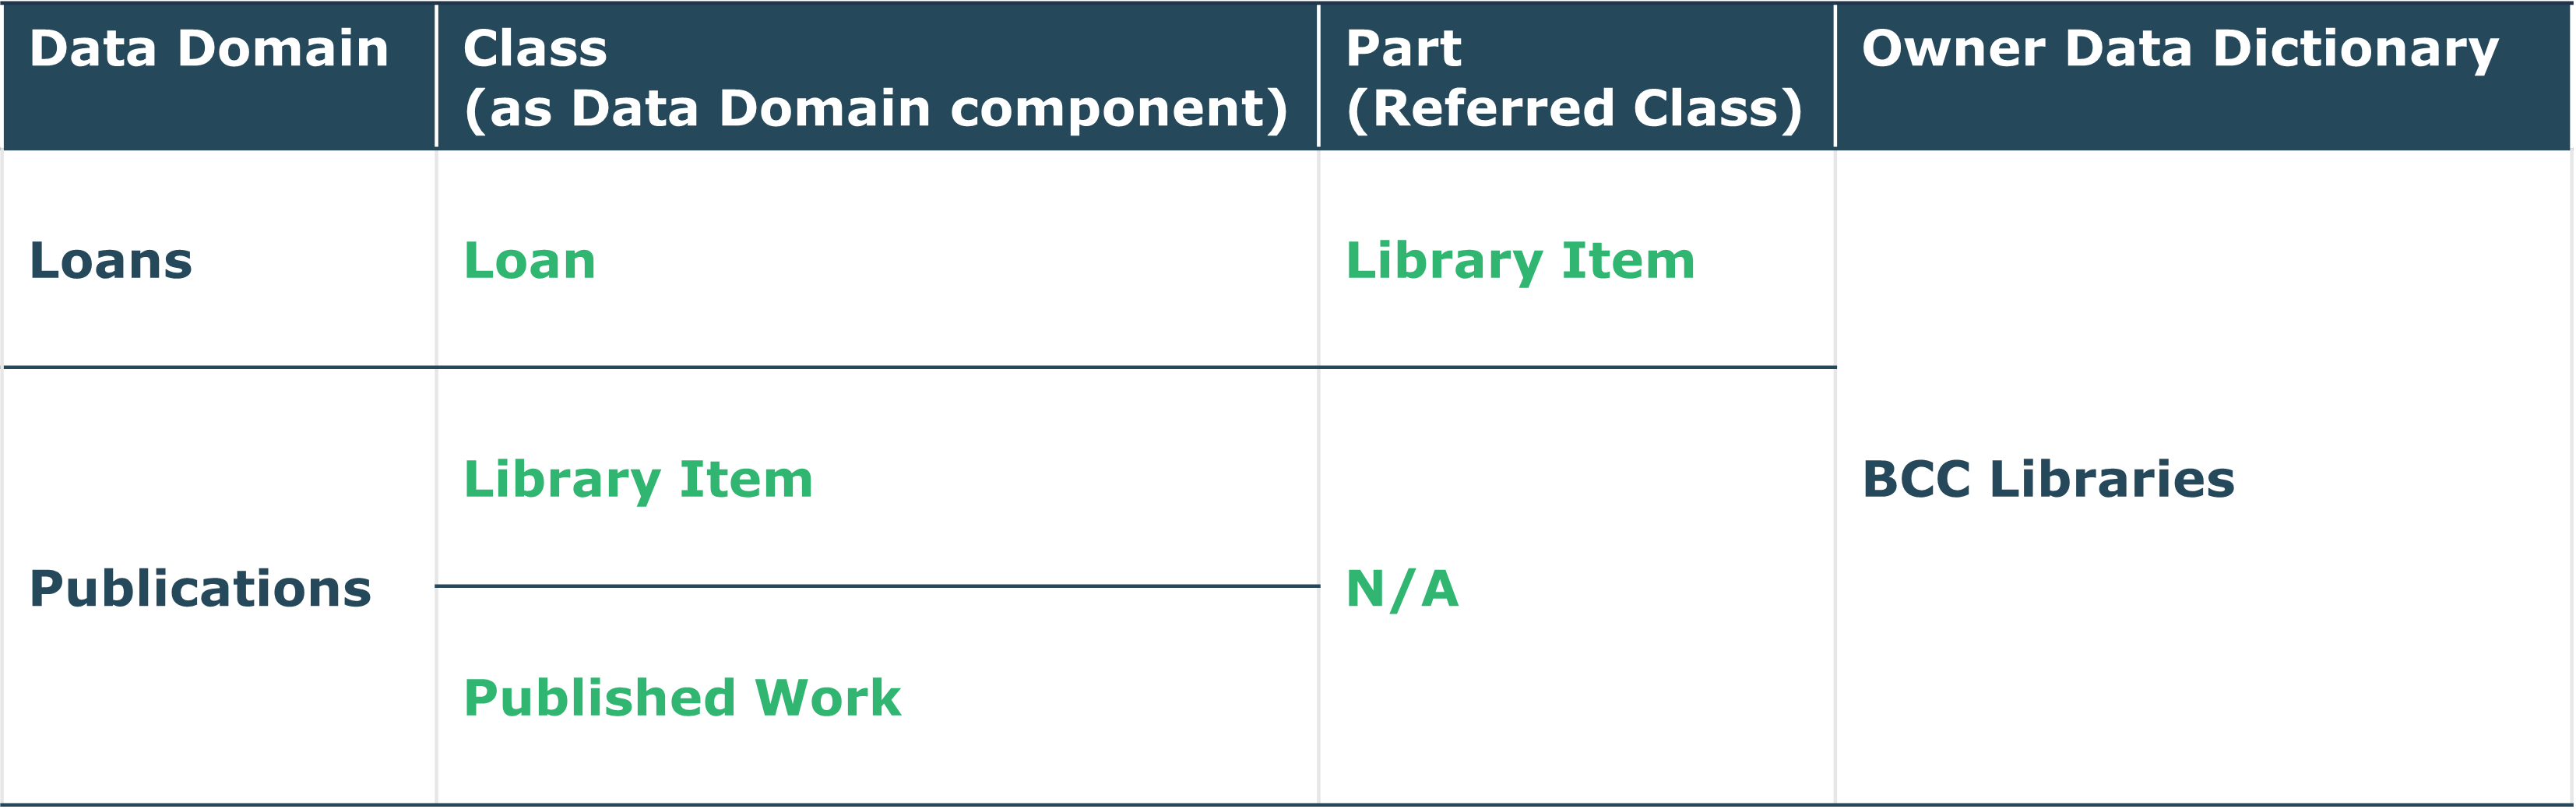 Data Domain
Class
(as Data Domain component)
Part
(Referred Class)
Owner Data Dictionary
Loans
Loan
Library Item
Publications
Library Item
Published Work
N/A
BCC Libraries